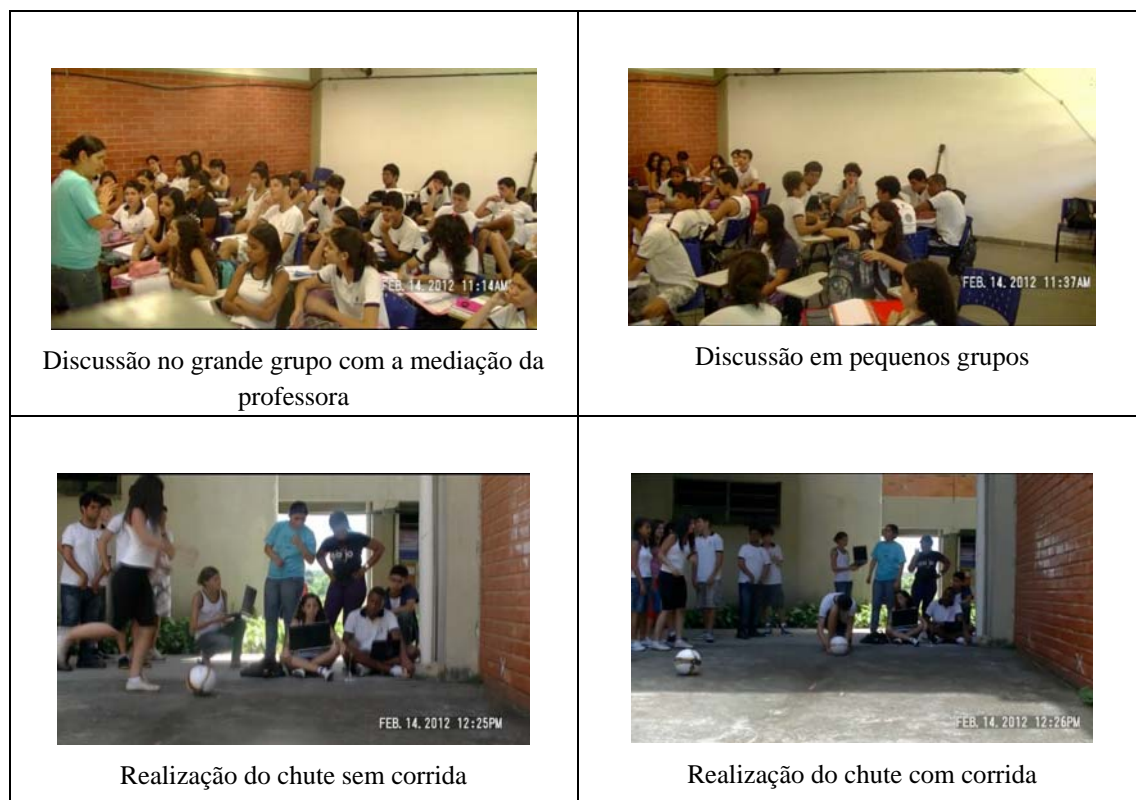 FEB. 14. 2012 11:14AM
FEB. 14. 2012 11:37AM
Discussão no grande grupo com a mediação da
professora
Discussão em pequenos grupos
FEB. 14. 2012 12:25PM
FEB. 14. 2012 12:26PM
Realização do chute sem corrida
Realização do chute com corrida